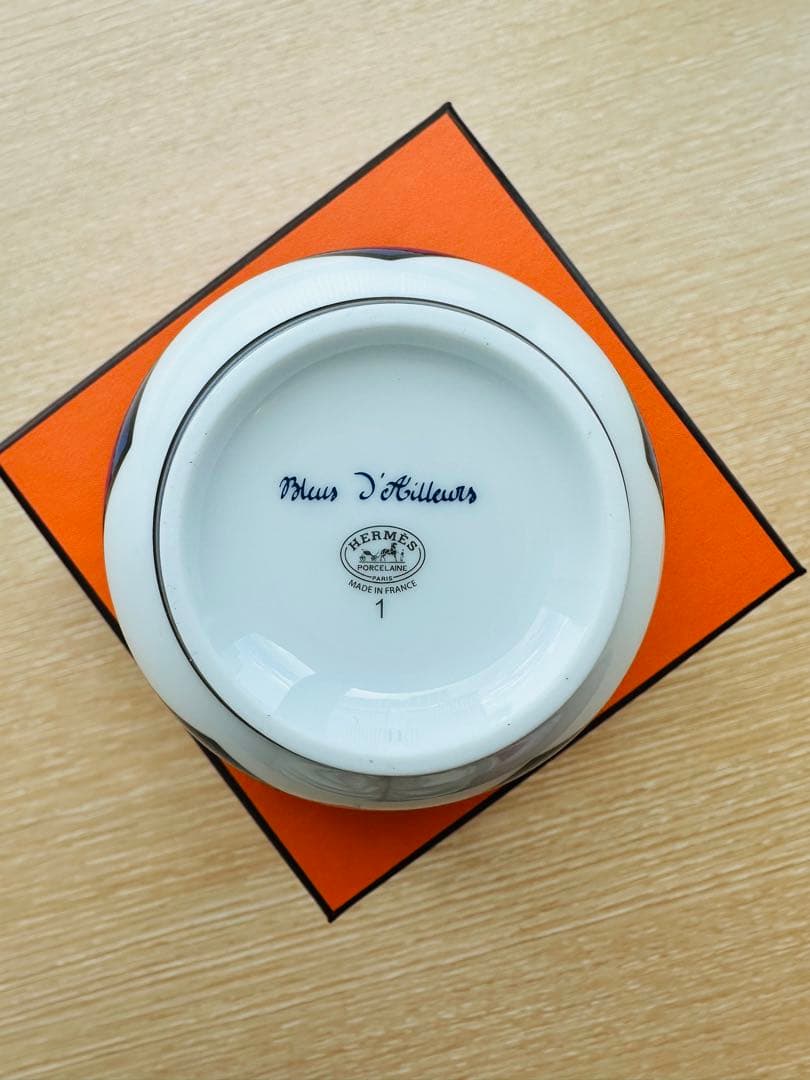 Bleus D'Ailleurs
HERMÈS
PORCELAINE
PARIS
MADE IN FRANCE
1